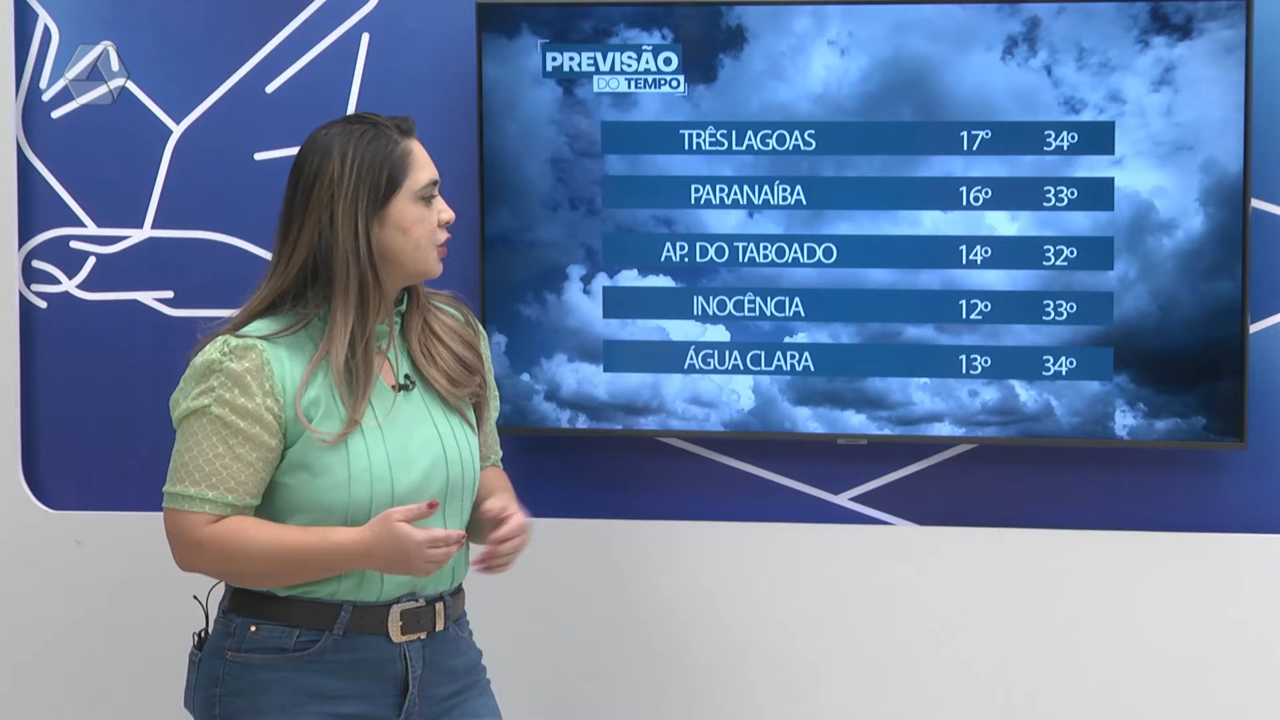 PREVISÃO
DO TEMPO
TRÊS LAGOAS 17º 34º
PARANAÍBA 16º 33º
AP. DO TABOADO 14º 32º
INOCÊNCIA 12º 33º
ÁGUA CLARA 13º 34º